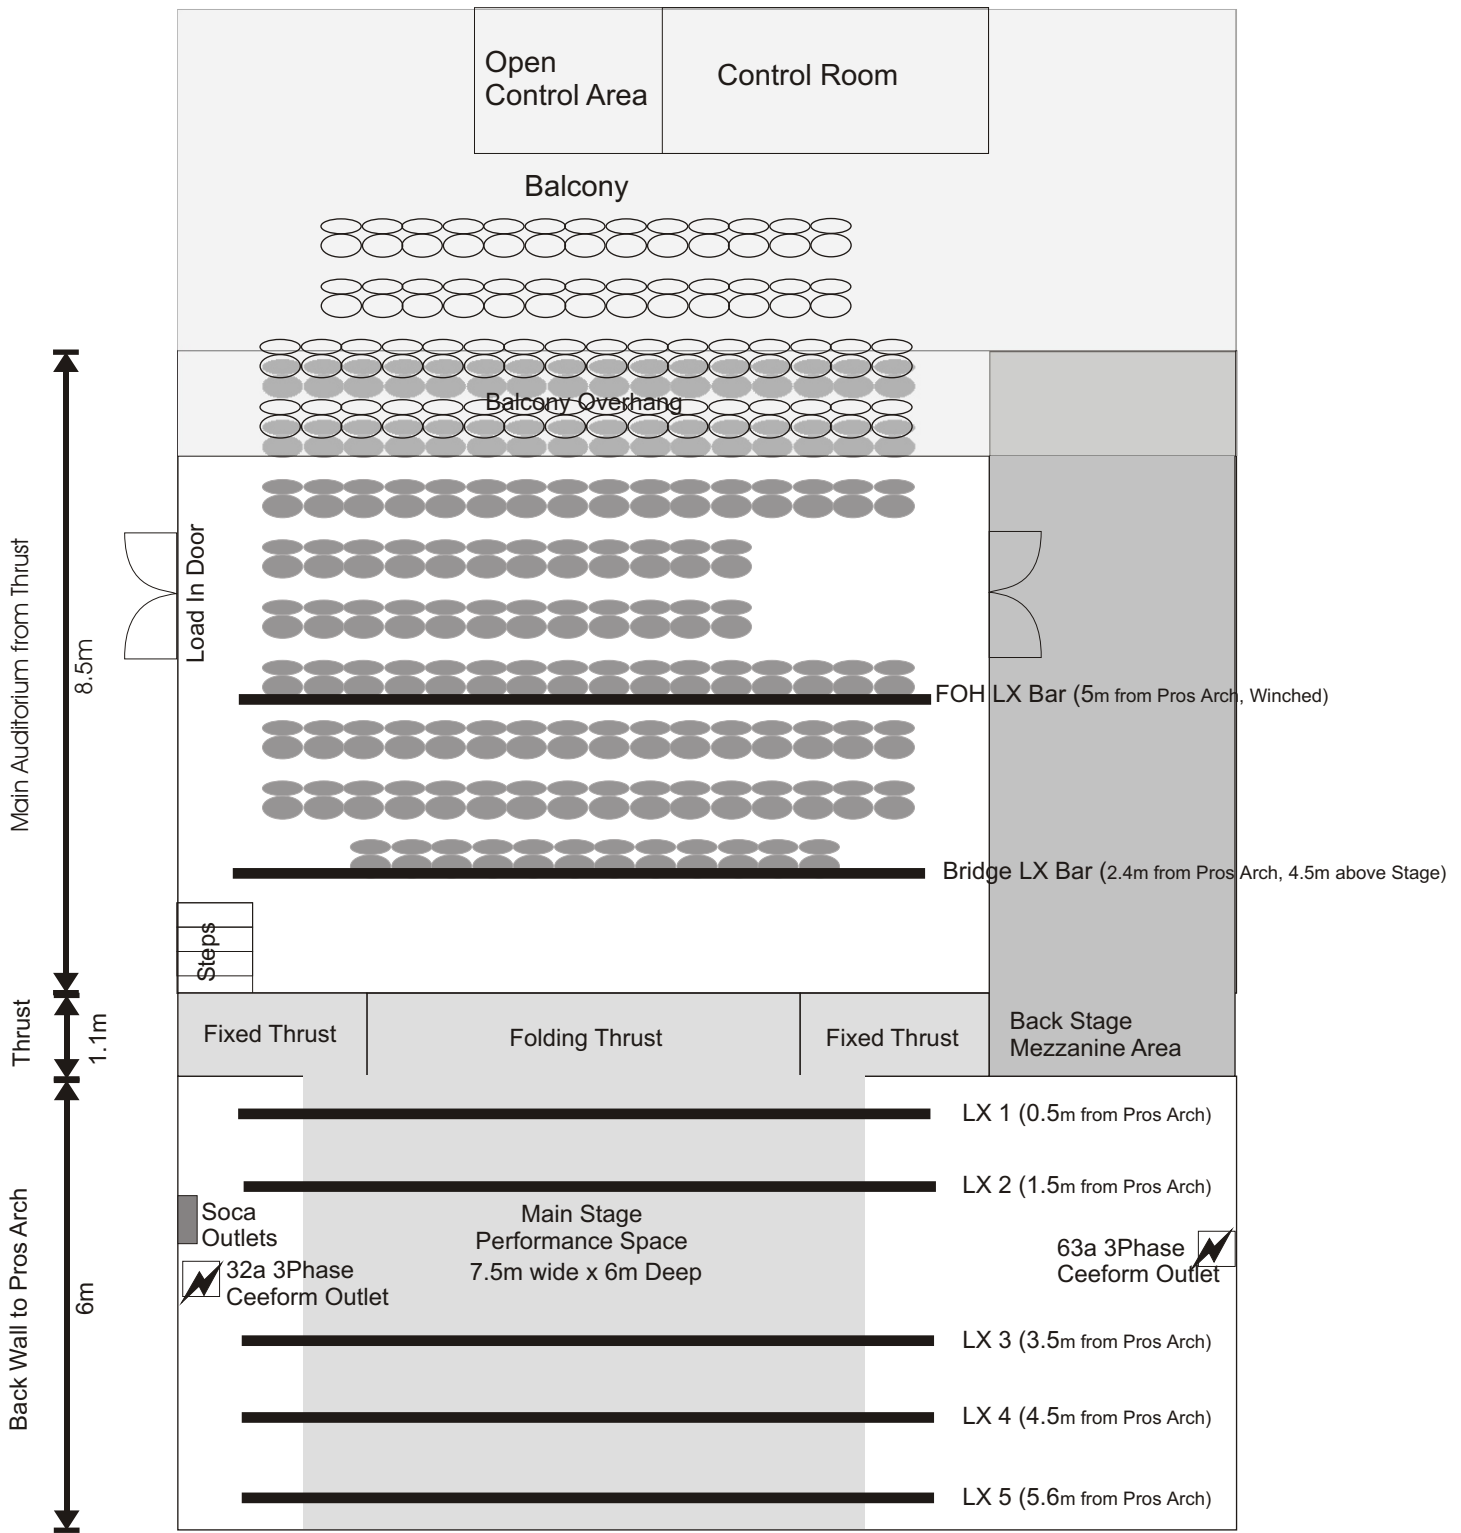 Open
Control Area
Control Room
Balcony
Balcony Overhang
Load In Door
Main Auditorium from Thrust
8.5m
FOH LX Bar (5m from Pros Arch, Winched)
Bridge LX Bar (2.4m from Pros Arch, 4.5m above Stage)
Steps
Thrust
1.1m
Fixed Thrust
Folding Thrust
Fixed Thrust
Back Stage
Mezzanine Area
LX 1 (0.5m from Pros Arch)
LX 2 (1.5m from Pros Arch)
Soca
Outlets
Main Stage
Performance Space
7.5m wide x 6m Deep
32a 3Phase
Ceeform Outlet
63a 3Phase
Ceeform Outlet
Back Wall to Pros Arch
6m
LX 3 (3.5m from Pros Arch)
LX 4 (4.5m from Pros Arch)
LX 5 (5.6m from Pros Arch)